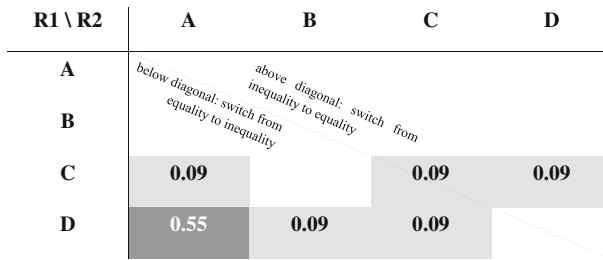 R1 \ R2 A B C D
A
below diagonal: switch from
equality to inequality
above diagonal: switch from
inequality to equality
B
C 0.09 0.09 0.09
D 0.55 0.09 0.09